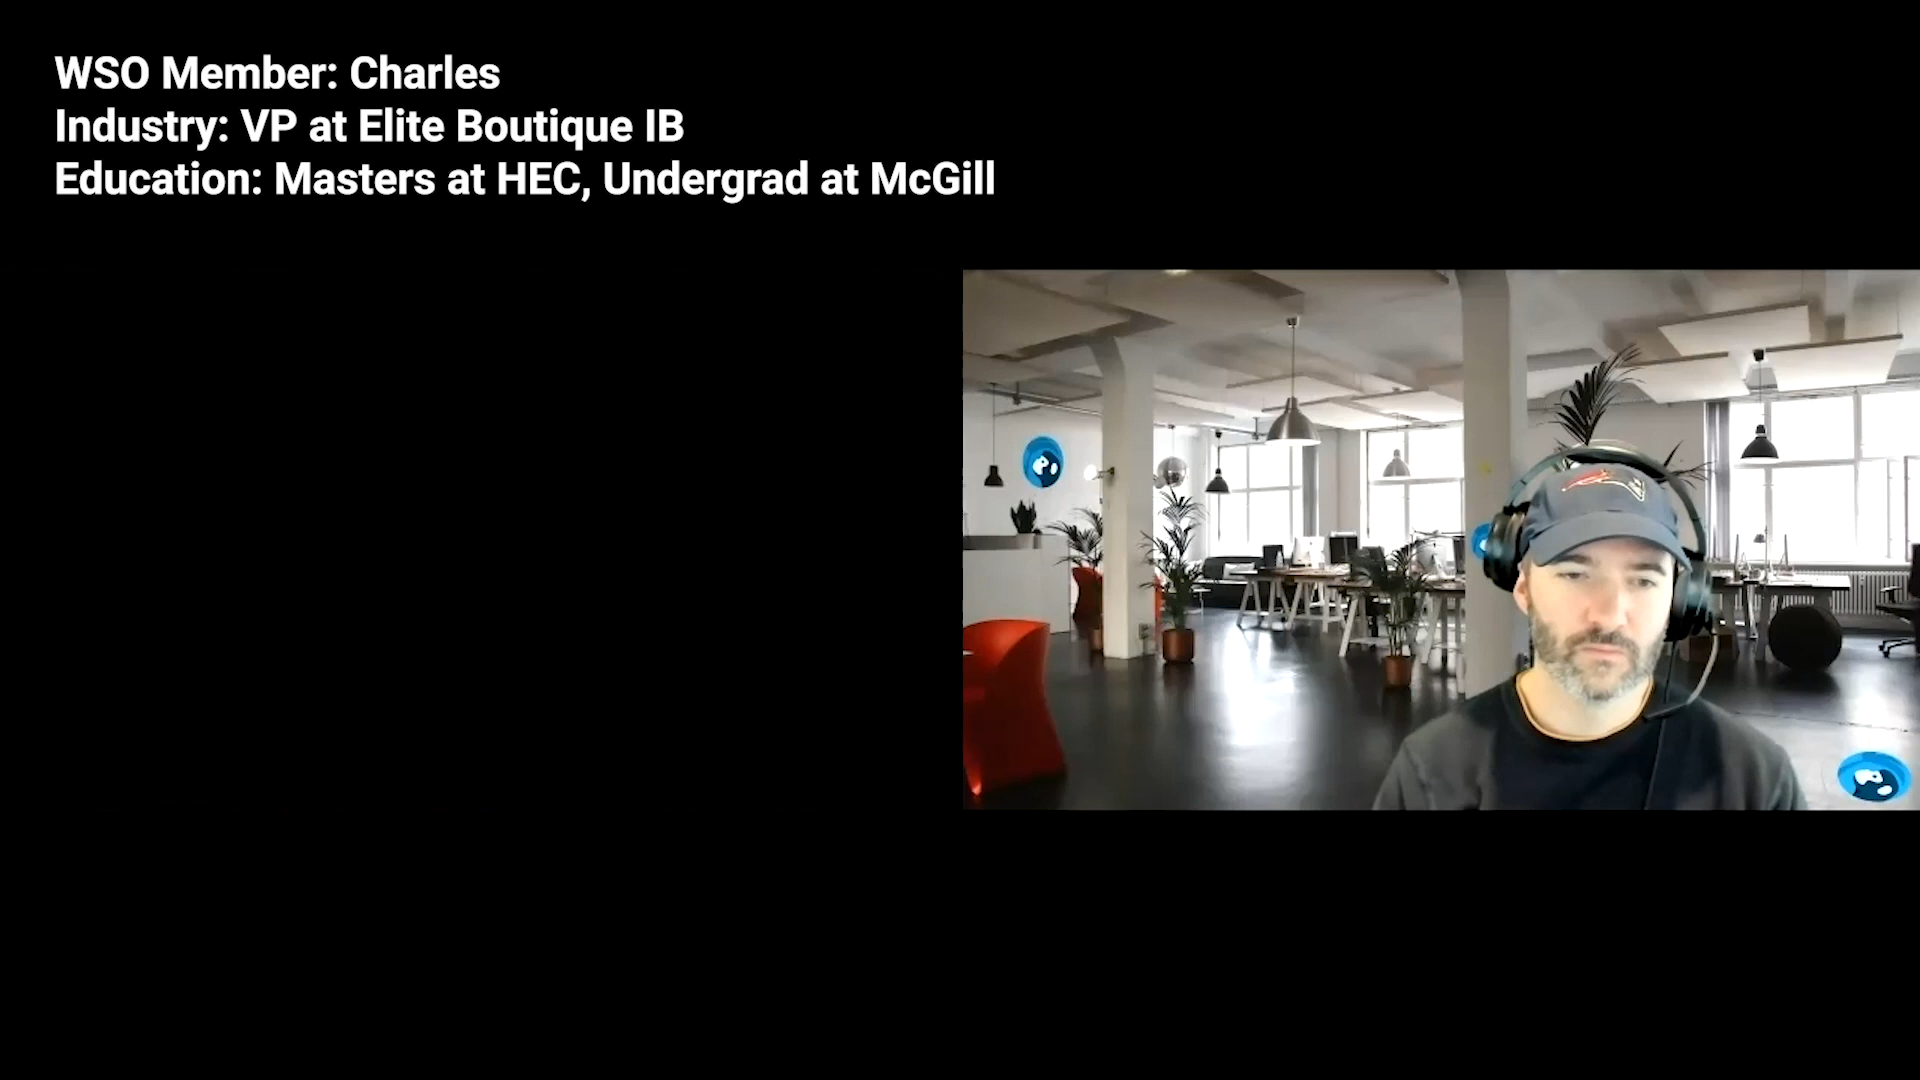 WSO Member: Charles
Industry: VP at Elite Boutique IB
Education: Masters at HEC, Undergrad at McGill